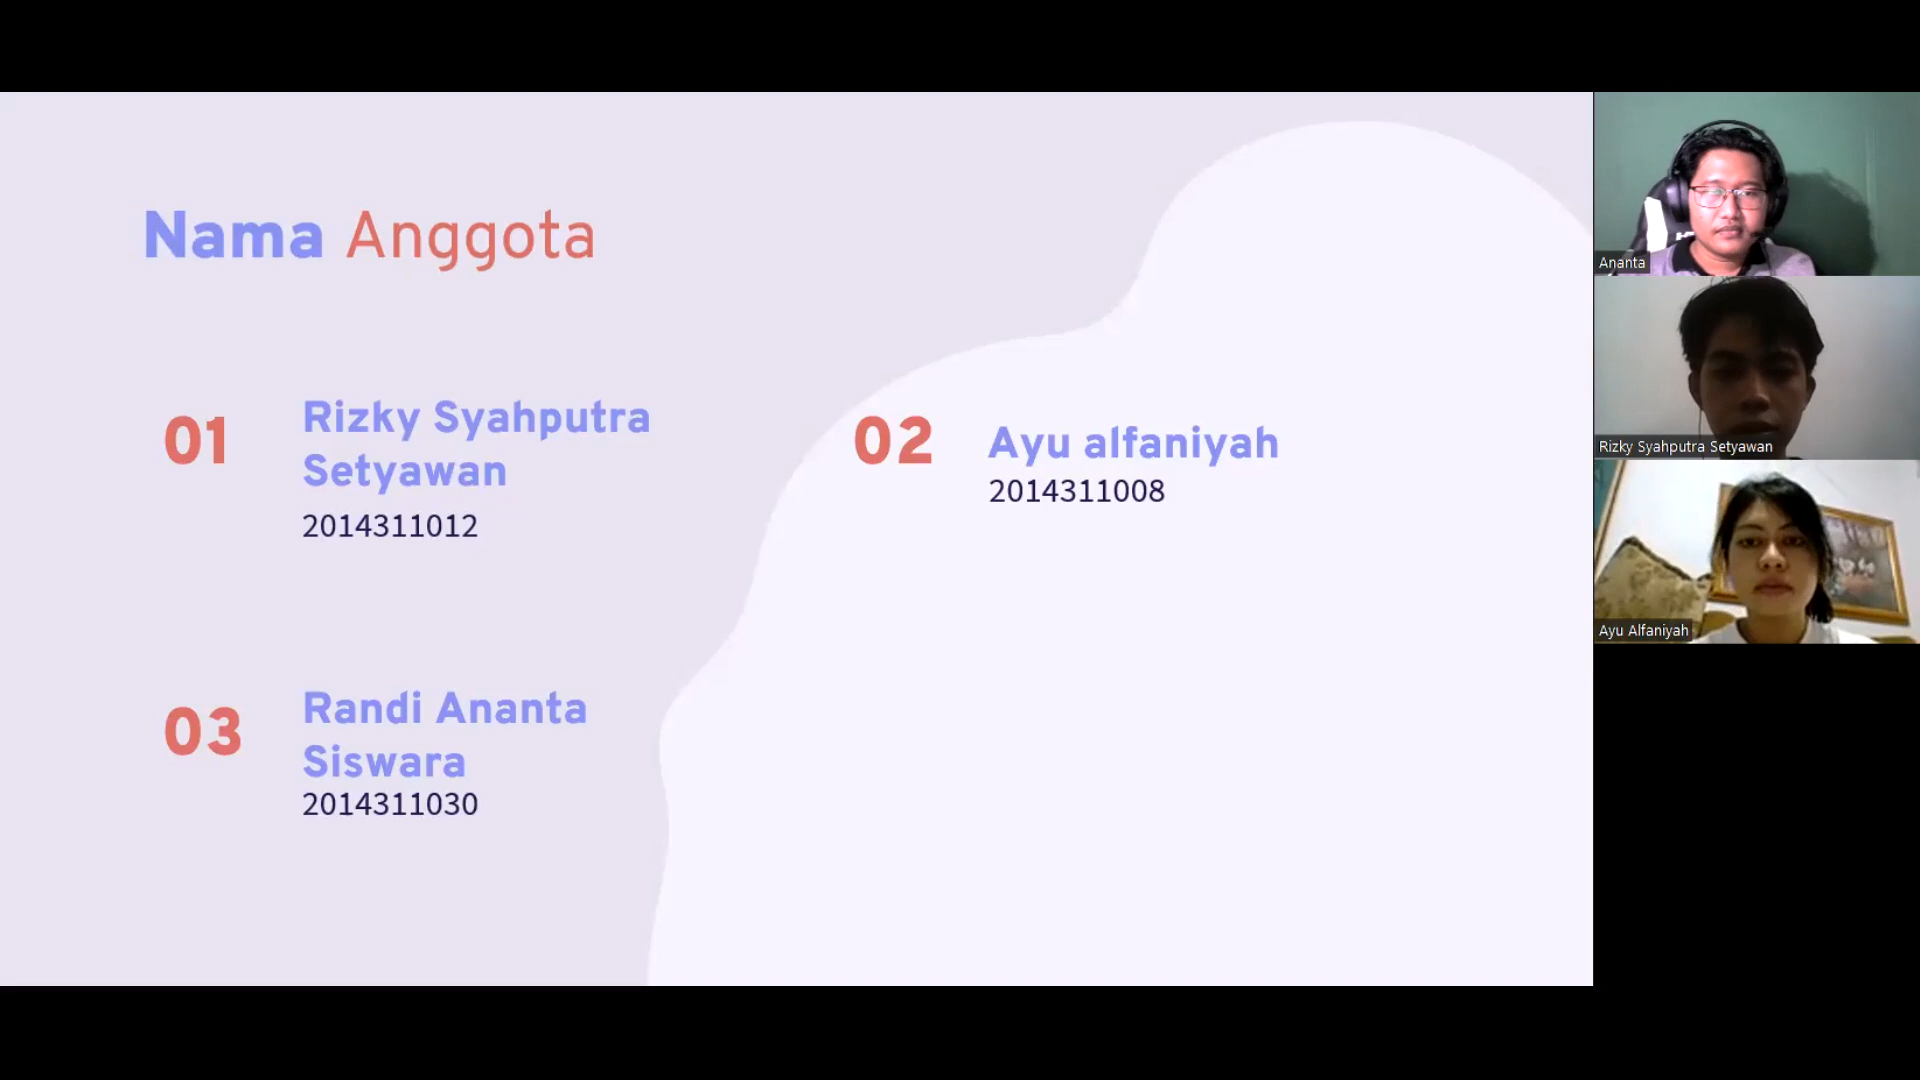 Nama Anggota
01
Rizky Syahputra
Setyawan
2014311012
02
Ayu alfaniyah
2014311008
03
Randi Ananta
Siswara
2014311030
Ananta
Rizky Syahputra Setyawan
Ayu Alfaniyah